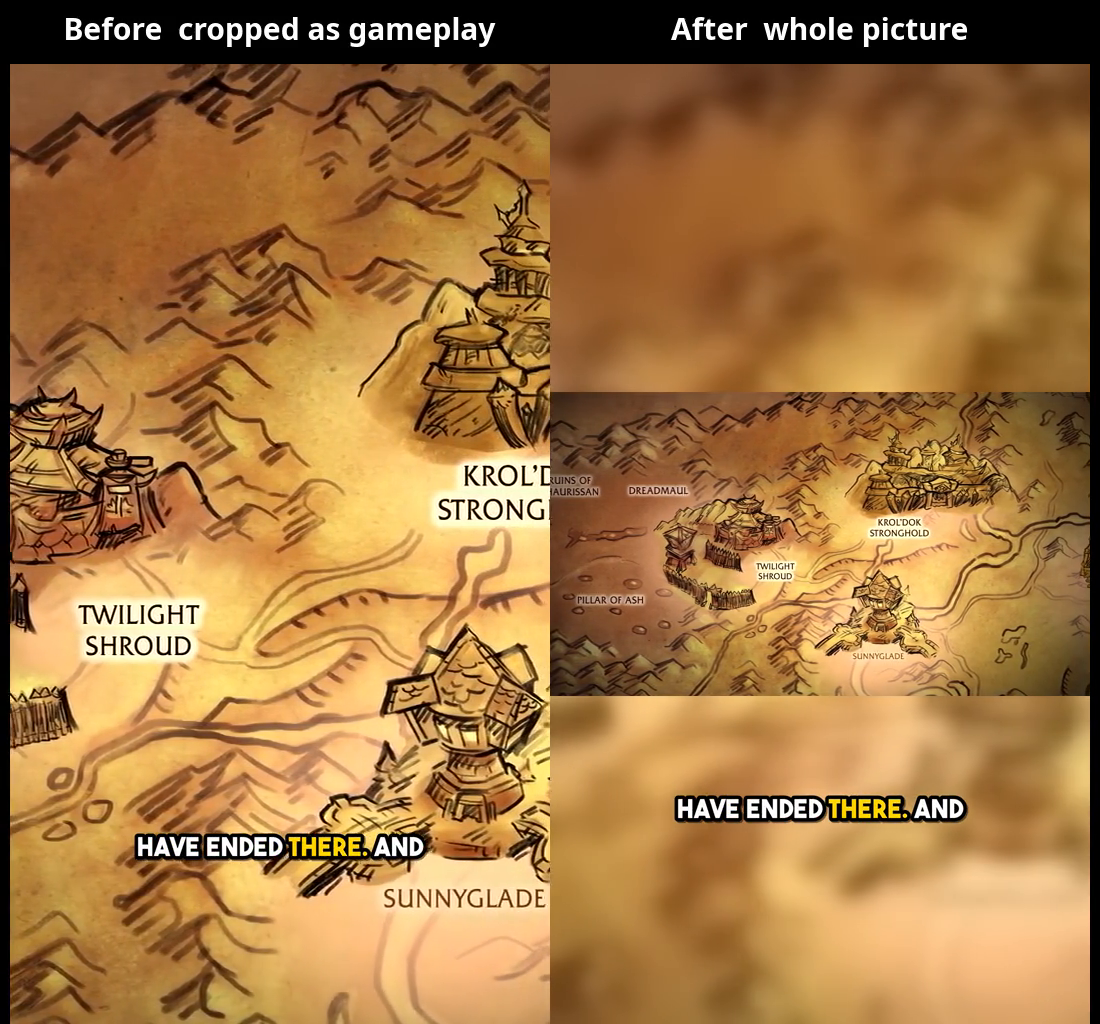 Before  cropped as gameplay
After  whole picture
KROL'D
STRONG
TWILIGHT
SHROUD
HAVE ENDED THERE. AND
SUNNYGLADE
RUINS OF
HAURISSAN
DREADMAUL
KROL'DOK
STRONGHOLD
TWILIGHT
SHROUD
PILLAR OF ASH
SUNNYGLADE
HAVE ENDED THERE. AND